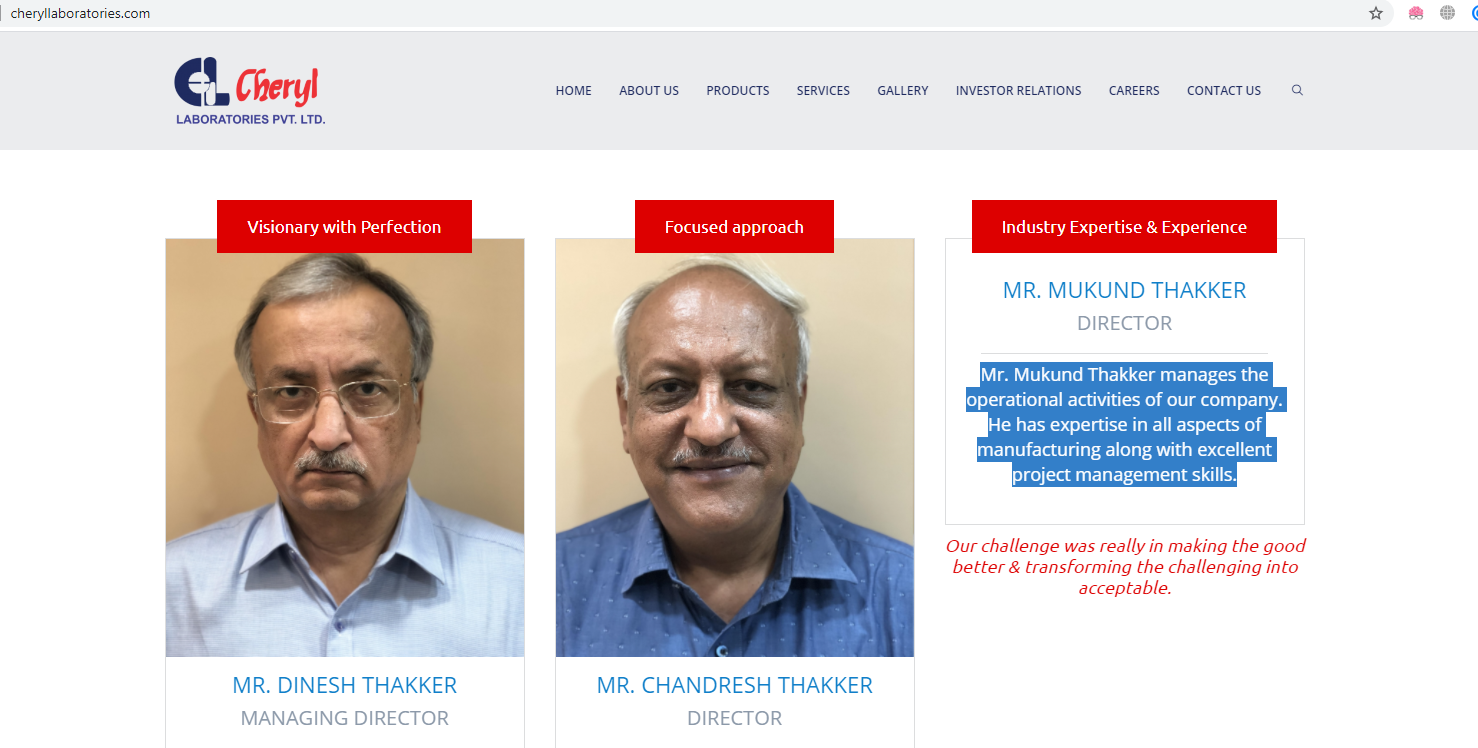 cheryllaboratories.com
CL Cheryl
LABORATORIES PVT. LTD.
HOME ABOUT US PRODUCTS SERVICES GALLERY INVESTOR RELATIONS CAREERS CONTACT US
Visionary with Perfection
MR. DINESH THAKKER
MANAGING DIRECTOR
Focused approach
MR. CHANDRESH THAKKER
DIRECTOR
Industry Expertise & Experience
MR. MUKUND THAKKER
DIRECTOR
Mr. Mukund Thakker manages the
operational activities of our company.
He has expertise in all aspects of
manufacturing along with excellent
project management skills.
Our challenge was really in making the good
better & transforming the challenging into
acceptable.